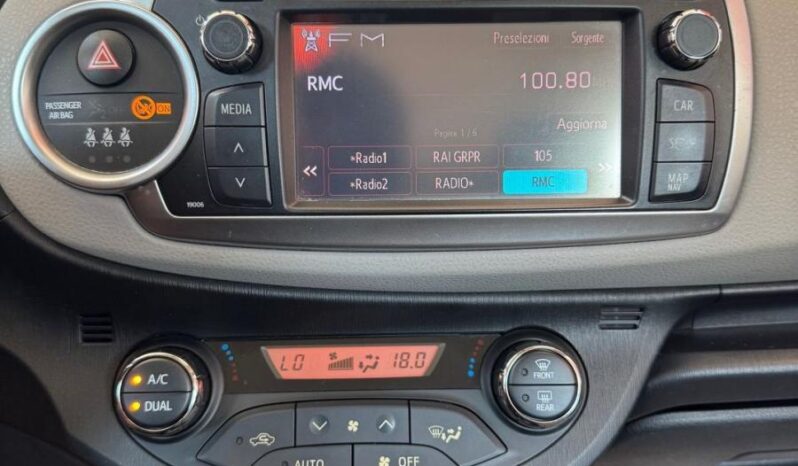 FM
Preselezioni
Sorgente
RMC
100.80
Aggiorna
Pagina 1 / 6
*Radio1
RAI GRPR
105
*Radio2
RADIO*
RMC
PASSENGER
AIR BAG
ON
MEDIA
CAR
MAP
NAV
19006
A/C
DUAL
LO
18.0
FRONT
REAR
AUTO
OFF